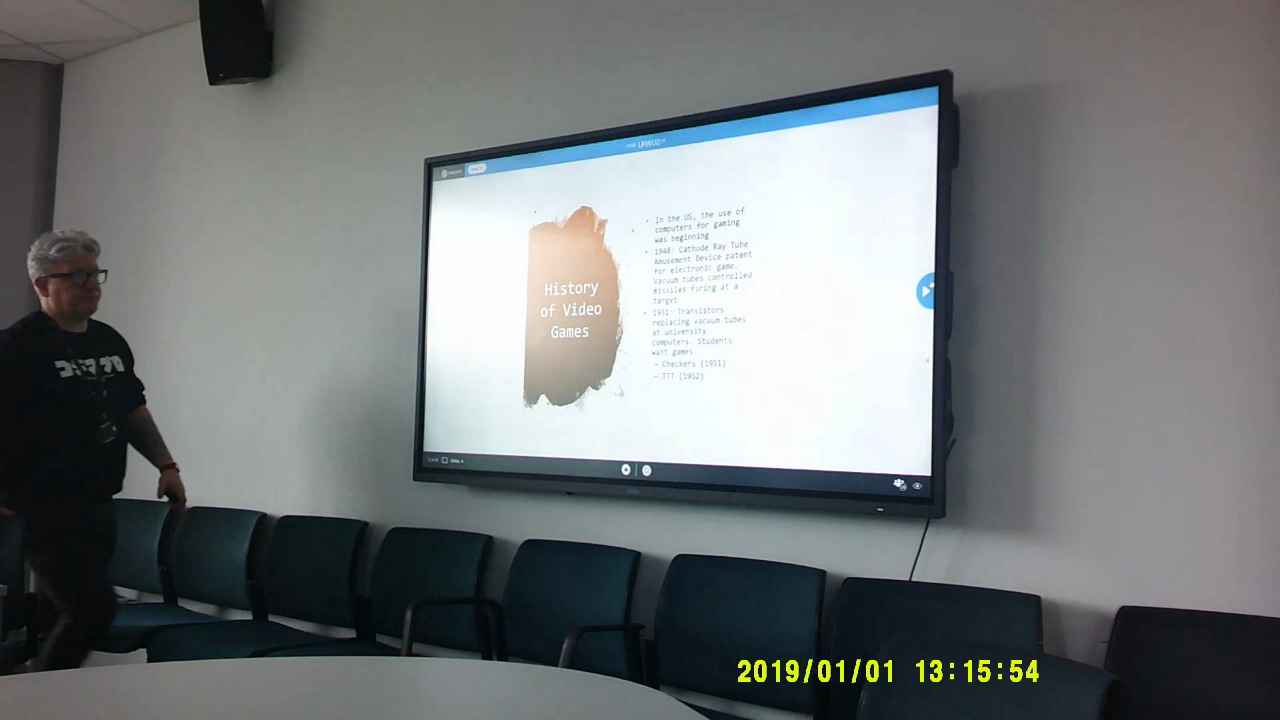 History
of Video
Games
In the US, the use of
computers for gaming
was beginning
1948: Cathode Ray Tube
Amusement Device patent
for electronic game.
Vacuum tubes controlled
missiles firing at a
target
1951: Transistors
replacing vacuum tubes
at university
computers. Students
want games.
– Checkers (1951)
– TTT (1952)
2019/01/01 13:15:54